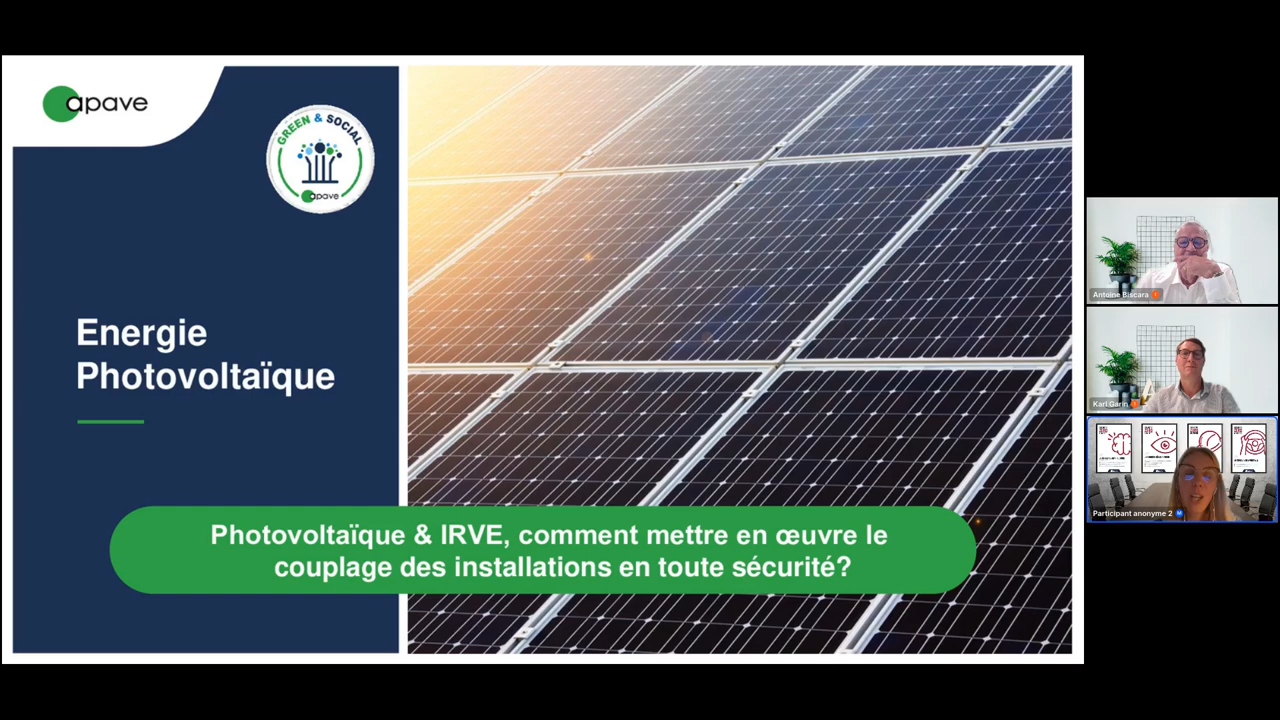 apave
GREEN & SOCIAL
apave
Energie
Photovoltaïque
Photovoltaïque & IRVE, comment mettre en œuvre le
couplage des installations en toute sécurité?
Antoine Biscara
Karl Garin
Participant anonyme 2
M